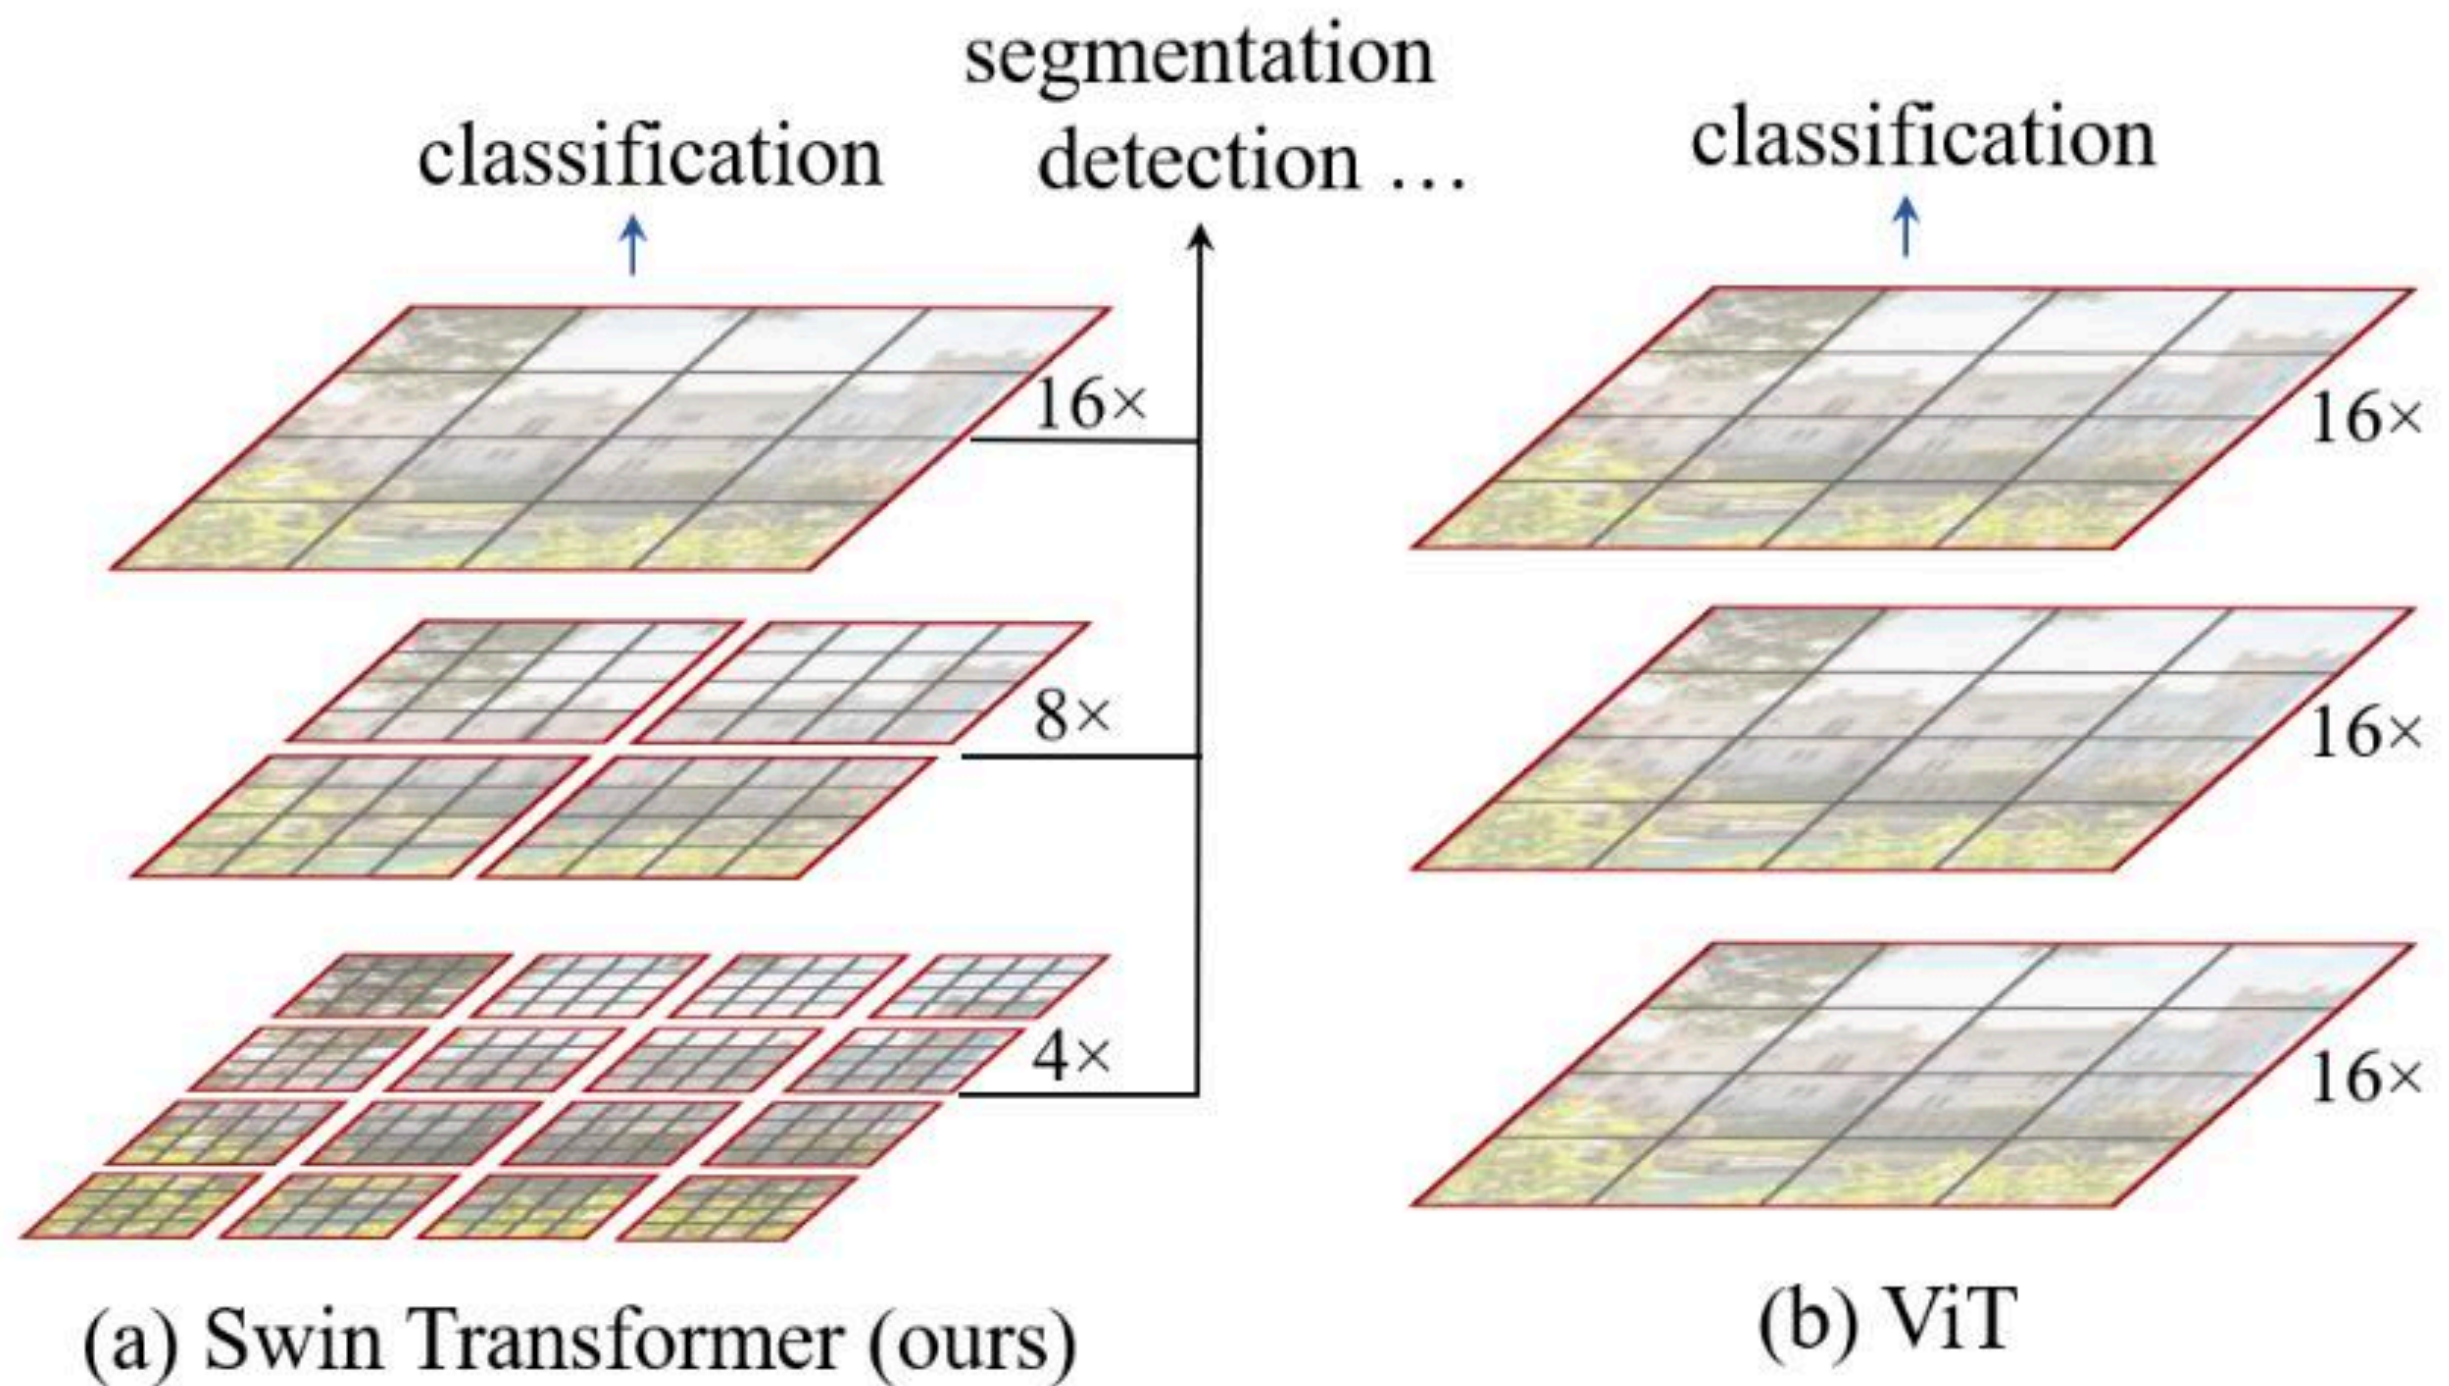 segmentation
classification
detection …
classification
16×
8×
4×
16×
16×
16×
(a) Swin Transformer (ours)
(b) ViT